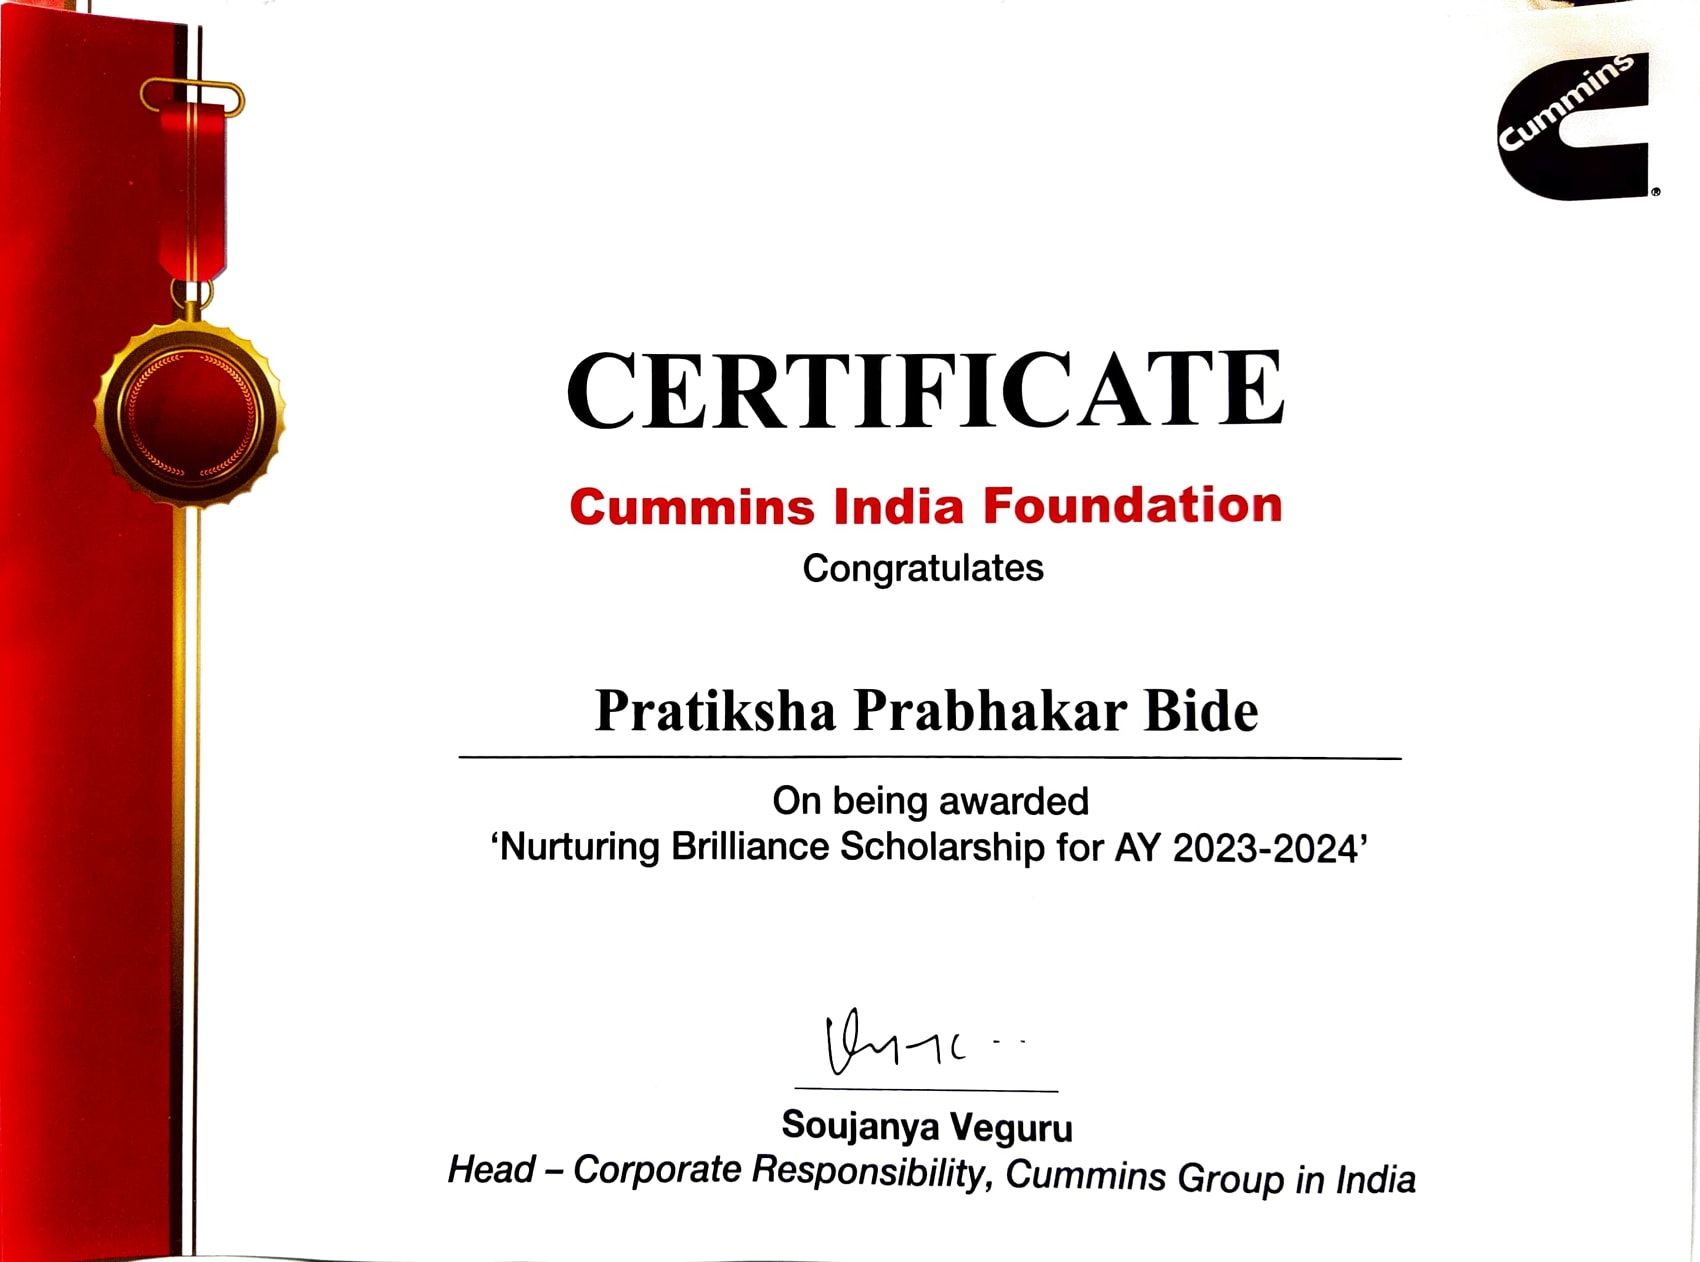 Cummins
®
CERTIFICATE
Cummins India Foundation
Congratulates
Pratiksha Prabhakar Bide
On being awarded
‘Nurturing Brilliance Scholarship for AY 2023-2024’
Soujanya Veguru
Head – Corporate Responsibility, Cummins Group in India